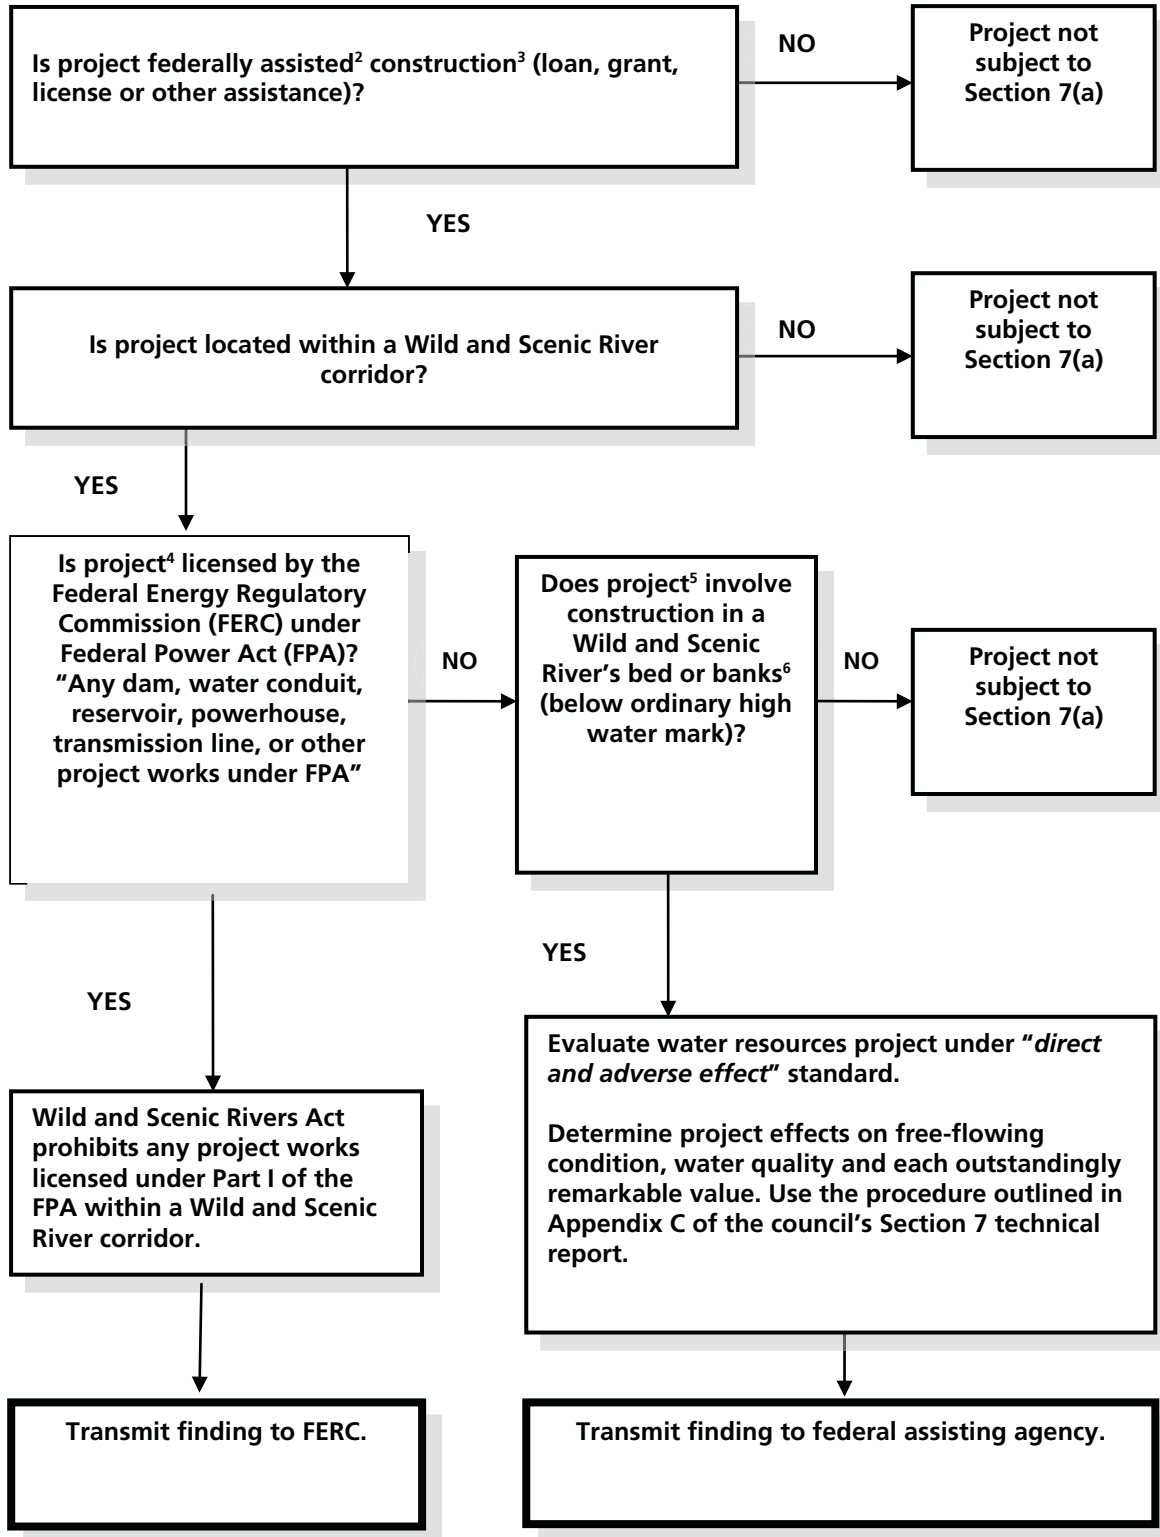 Is project federally assisted² construction³ (loan, grant,
license or other assistance)?
NO
Project not
subject to
Section 7(a)
YES
Is project located within a Wild and Scenic River
corridor?
NO
Project not
subject to
Section 7(a)
YES
Is project⁴ licensed by the
Federal Energy Regulatory
Commission (FERC) under
Federal Power Act (FPA)?
"Any dam, water conduit,
reservoir, powerhouse,
transmission line, or other
project works under FPA"
NO
Does project⁵ involve
construction in a
Wild and Scenic
River's bed or banks⁶
(below ordinary high
water mark)?
NO
Project not
subject to
Section 7(a)
YES
YES
Wild and Scenic Rivers Act
prohibits any project works
licensed under Part I of the
FPA within a Wild and Scenic
River corridor.
Evaluate water resources project under "direct
and adverse effect" standard.
Determine project effects on free-flowing
condition, water quality and each outstandingly
remarkable value. Use the procedure outlined in
Appendix C of the council's Section 7 technical
report.
Transmit finding to FERC.
Transmit finding to federal assisting agency.